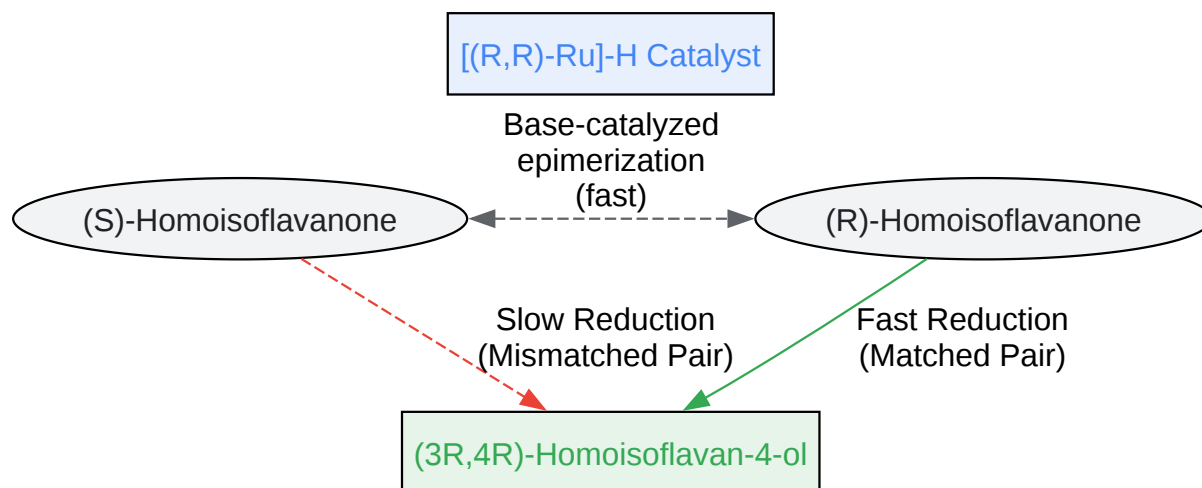 [(R,R)-Ru]-H Catalyst
Base-catalyzed
epimerization
(fast)
(S)-Homoisoflavanone
(R)-Homoisoflavanone
Slow Reduction
(Mismatched Pair)
Fast Reduction
(Matched Pair)
(3R,4R)-Homoisoflavan-4-ol